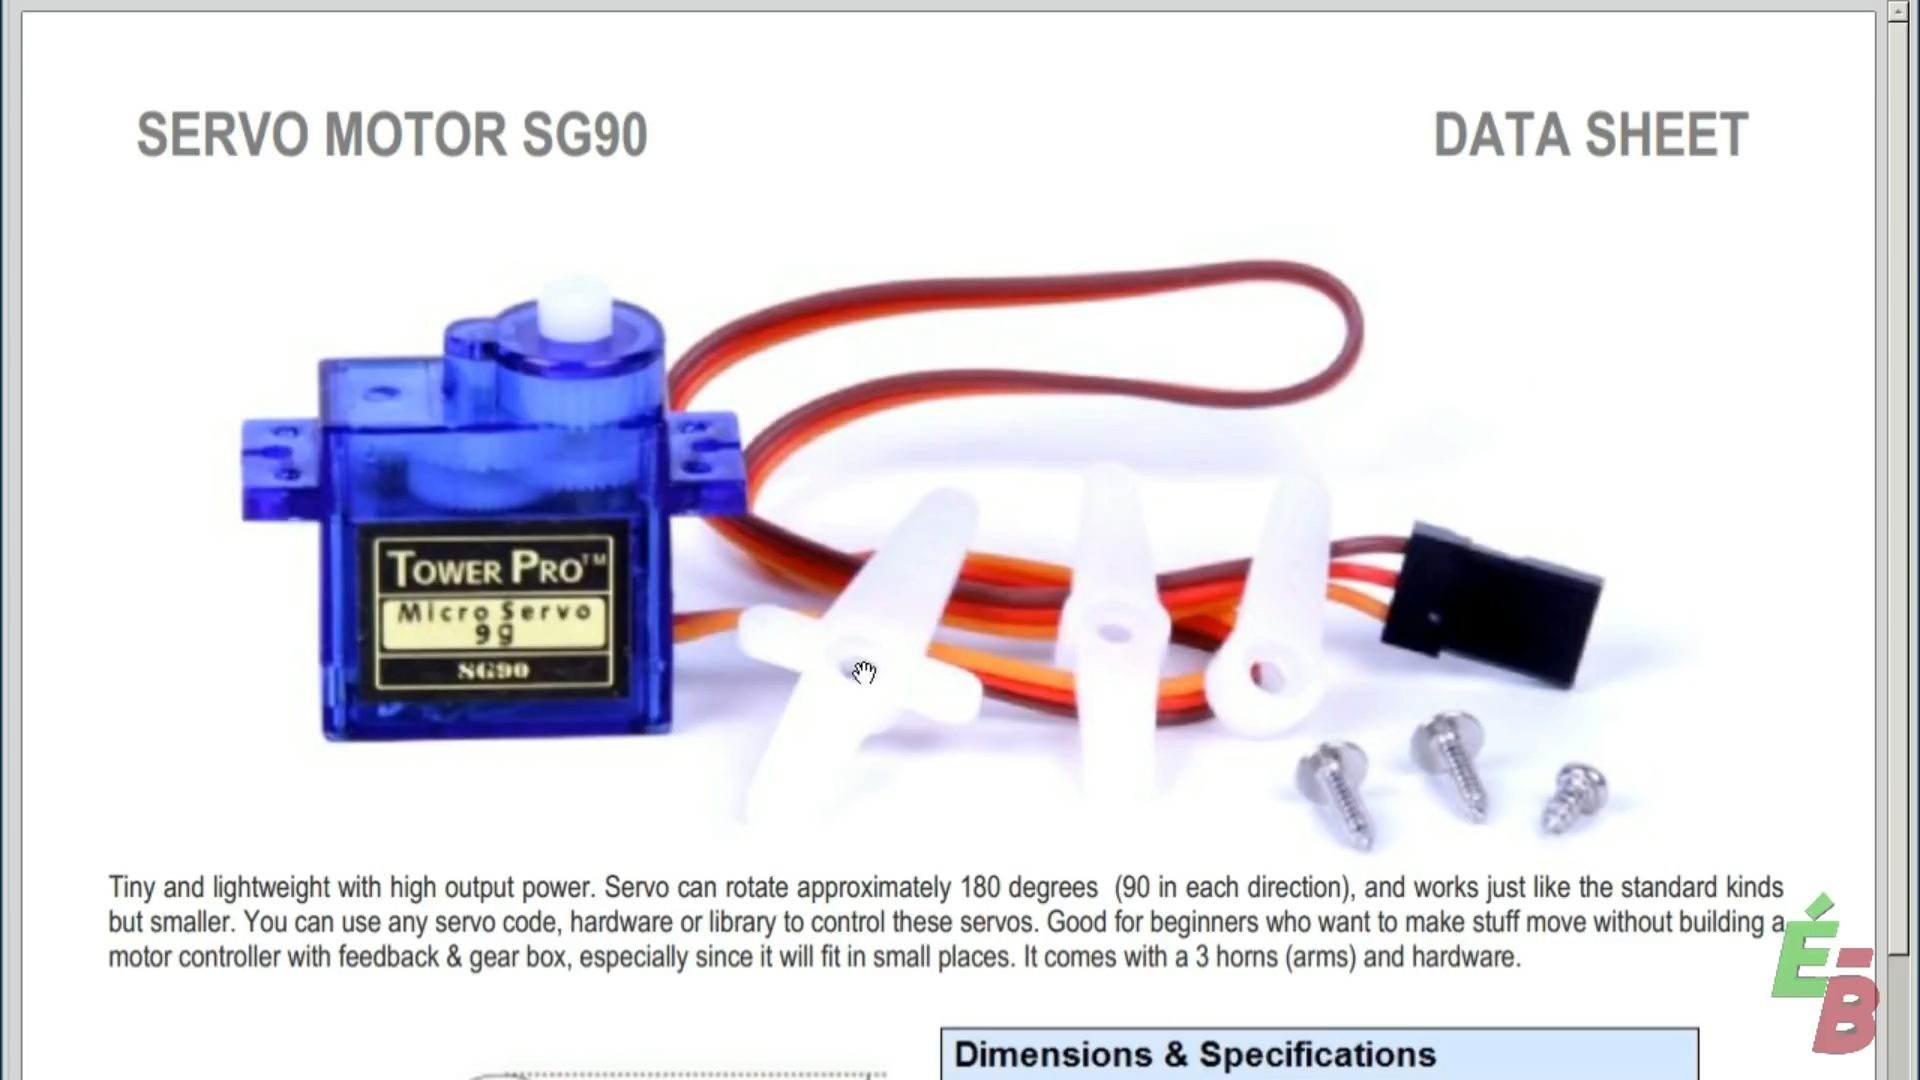 SERVO MOTOR SG90
DATA SHEET
TOWER PRO™
Micro Servo
9g
SG90
Tiny and lightweight with high output power. Servo can rotate approximately 180 degrees (90 in each direction), and works just like the standard kinds
but smaller. You can use any servo code, hardware or library to control these servos. Good for beginners who want to make stuff move without building a
motor controller with feedback & gear box, especially since it will fit in small places. It comes with a 3 horns (arms) and hardware.
Dimensions & Specifications
ÉB